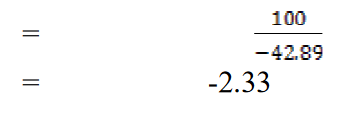 = 100
−42.89
= -2.33